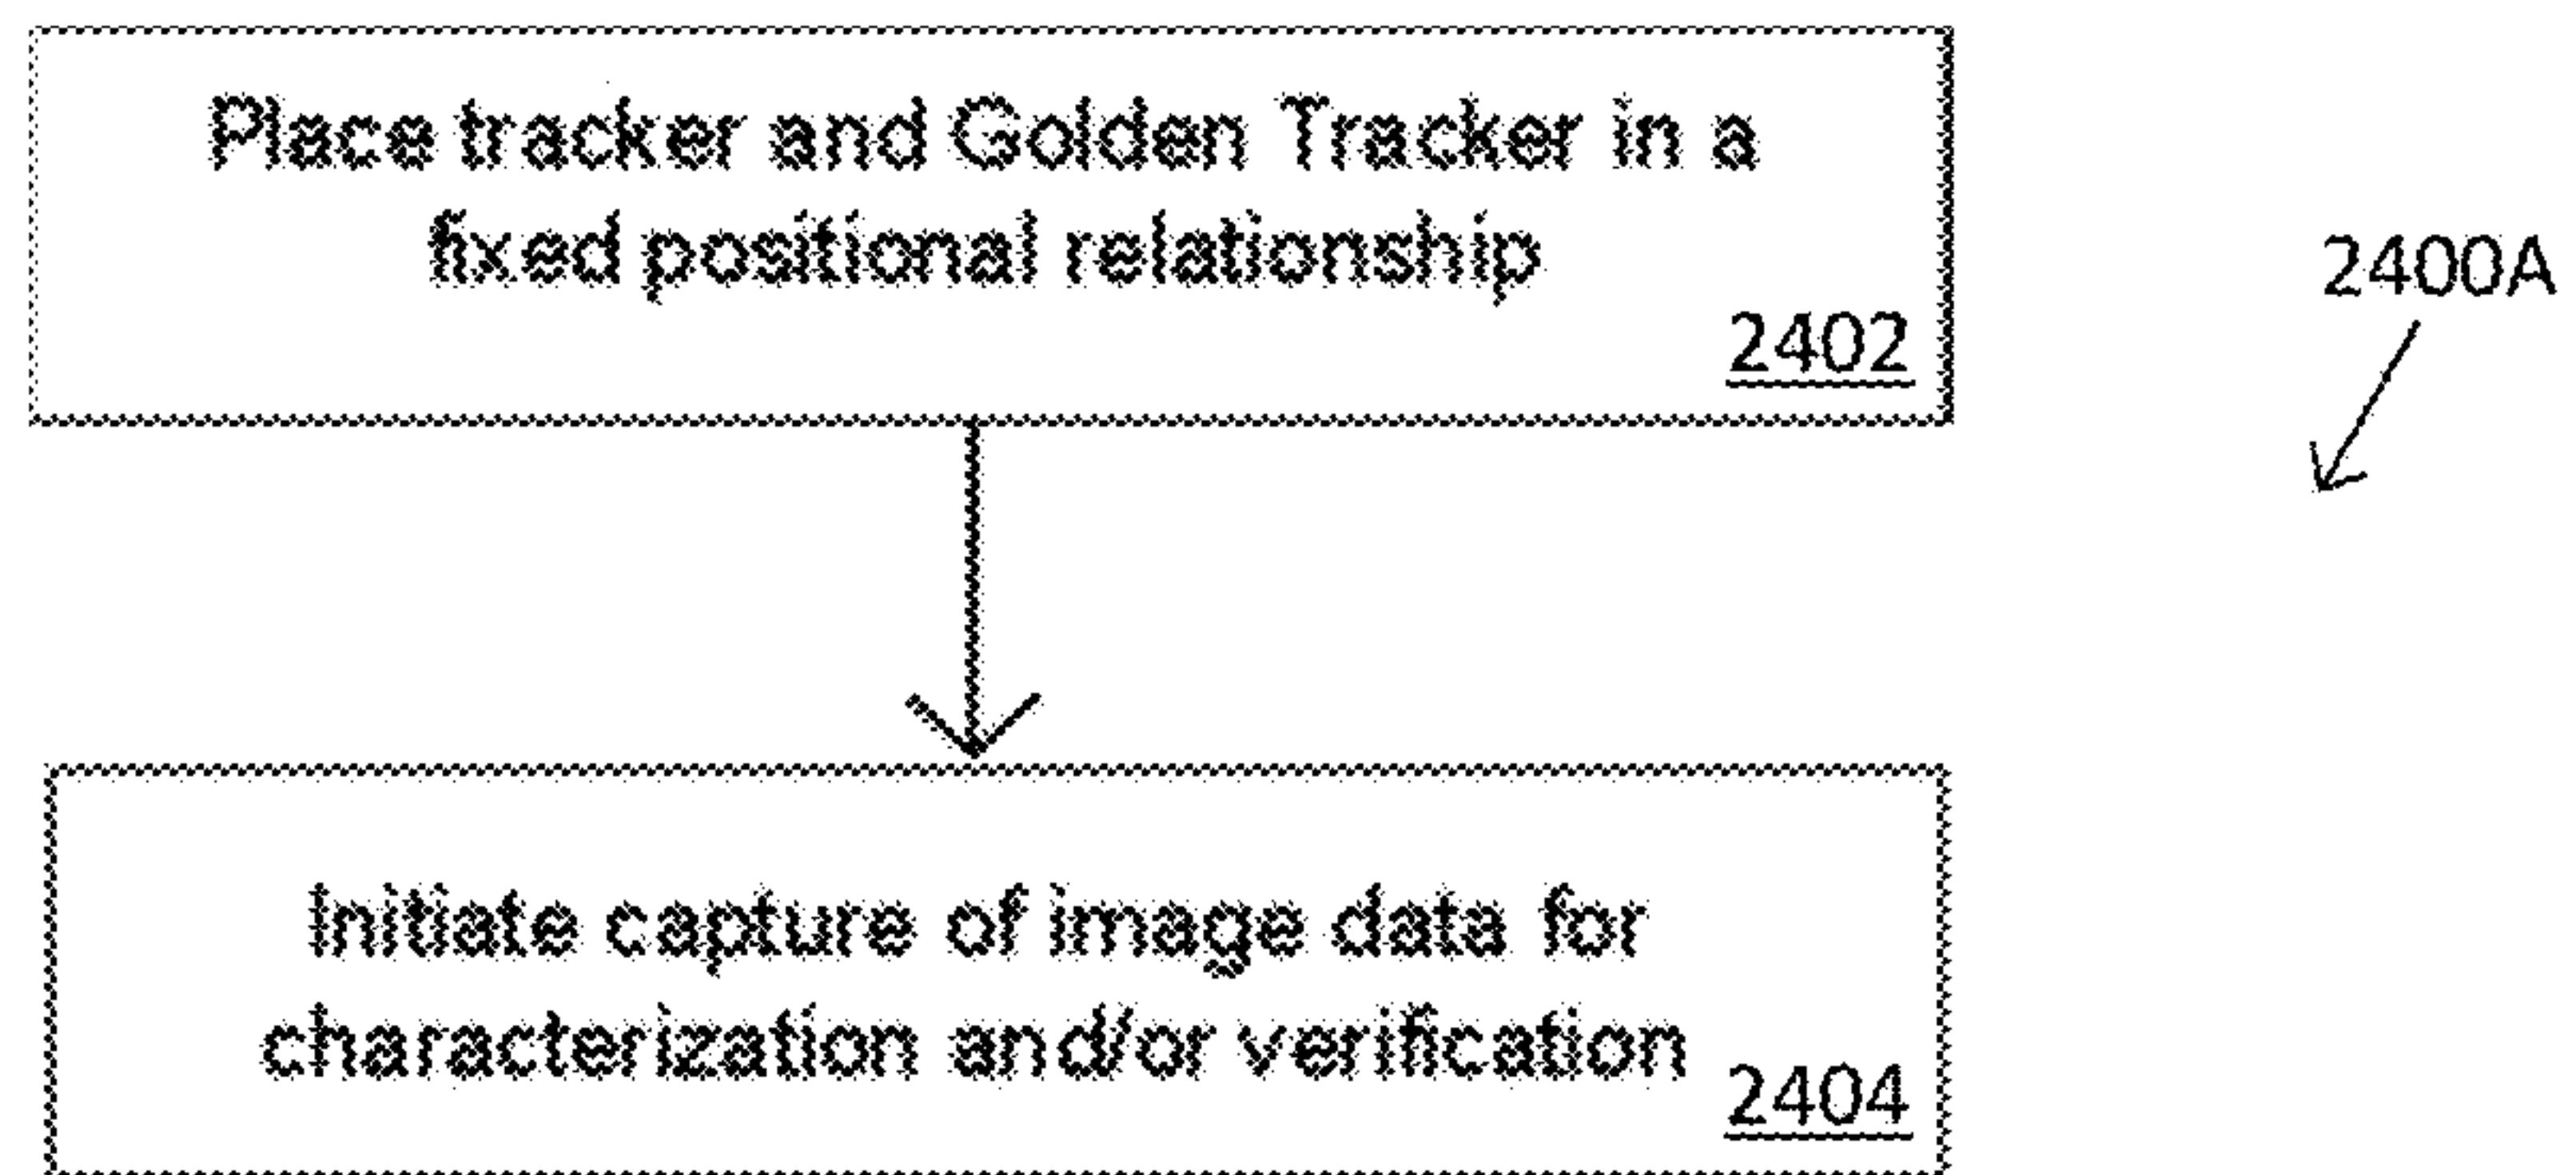 Place tracker and Golden Tracker in a
fixed positional relationship
2402
2400A
Initiate capture of image data for
characterization and/or verification
2404